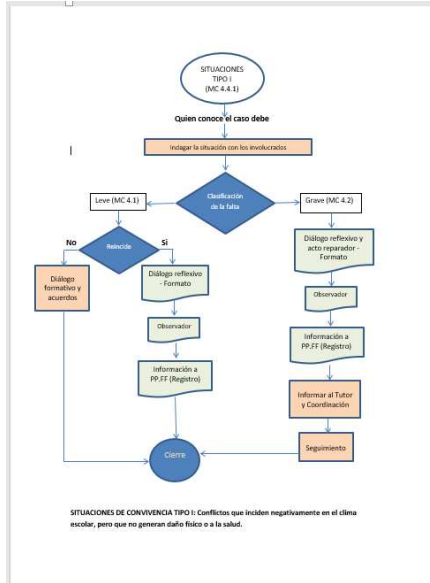 SITUACIONES
TIPO I
(MC 4.4.1)
Quien conoce el caso debe
Indagar la situación con los involucrados
Clasificación
de la falta
Leve (MC 4.1)
Grave (MC 4.2)
No
Reincide
Si
Diálogo
formativo y
acuerdos
Diálogo reflexivo
- Formato
Observador
Información a
PP.FF (Registro)
Diálogo reflexivo y
acto reparador -
Formato
Observador
Información a
PP.FF (Registro)
Informar al Tutor
y Coordinación
Seguimiento
Cierre
SITUACIONES DE CONVIVENCIA TIPO I: Conflictos que inciden negativamente en el clima
escolar, pero que no generan daño físico o a la salud.